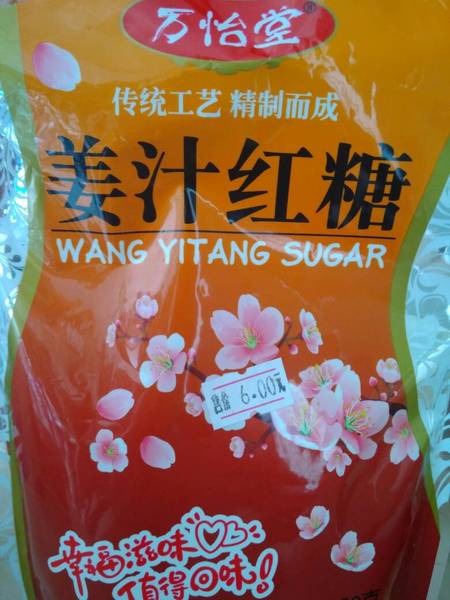 万怡堂®
传统工艺 精制而成
姜汁红糖
WANG YITANG SUGAR
售价 6.00元
幸福滋味
值得回味！
克